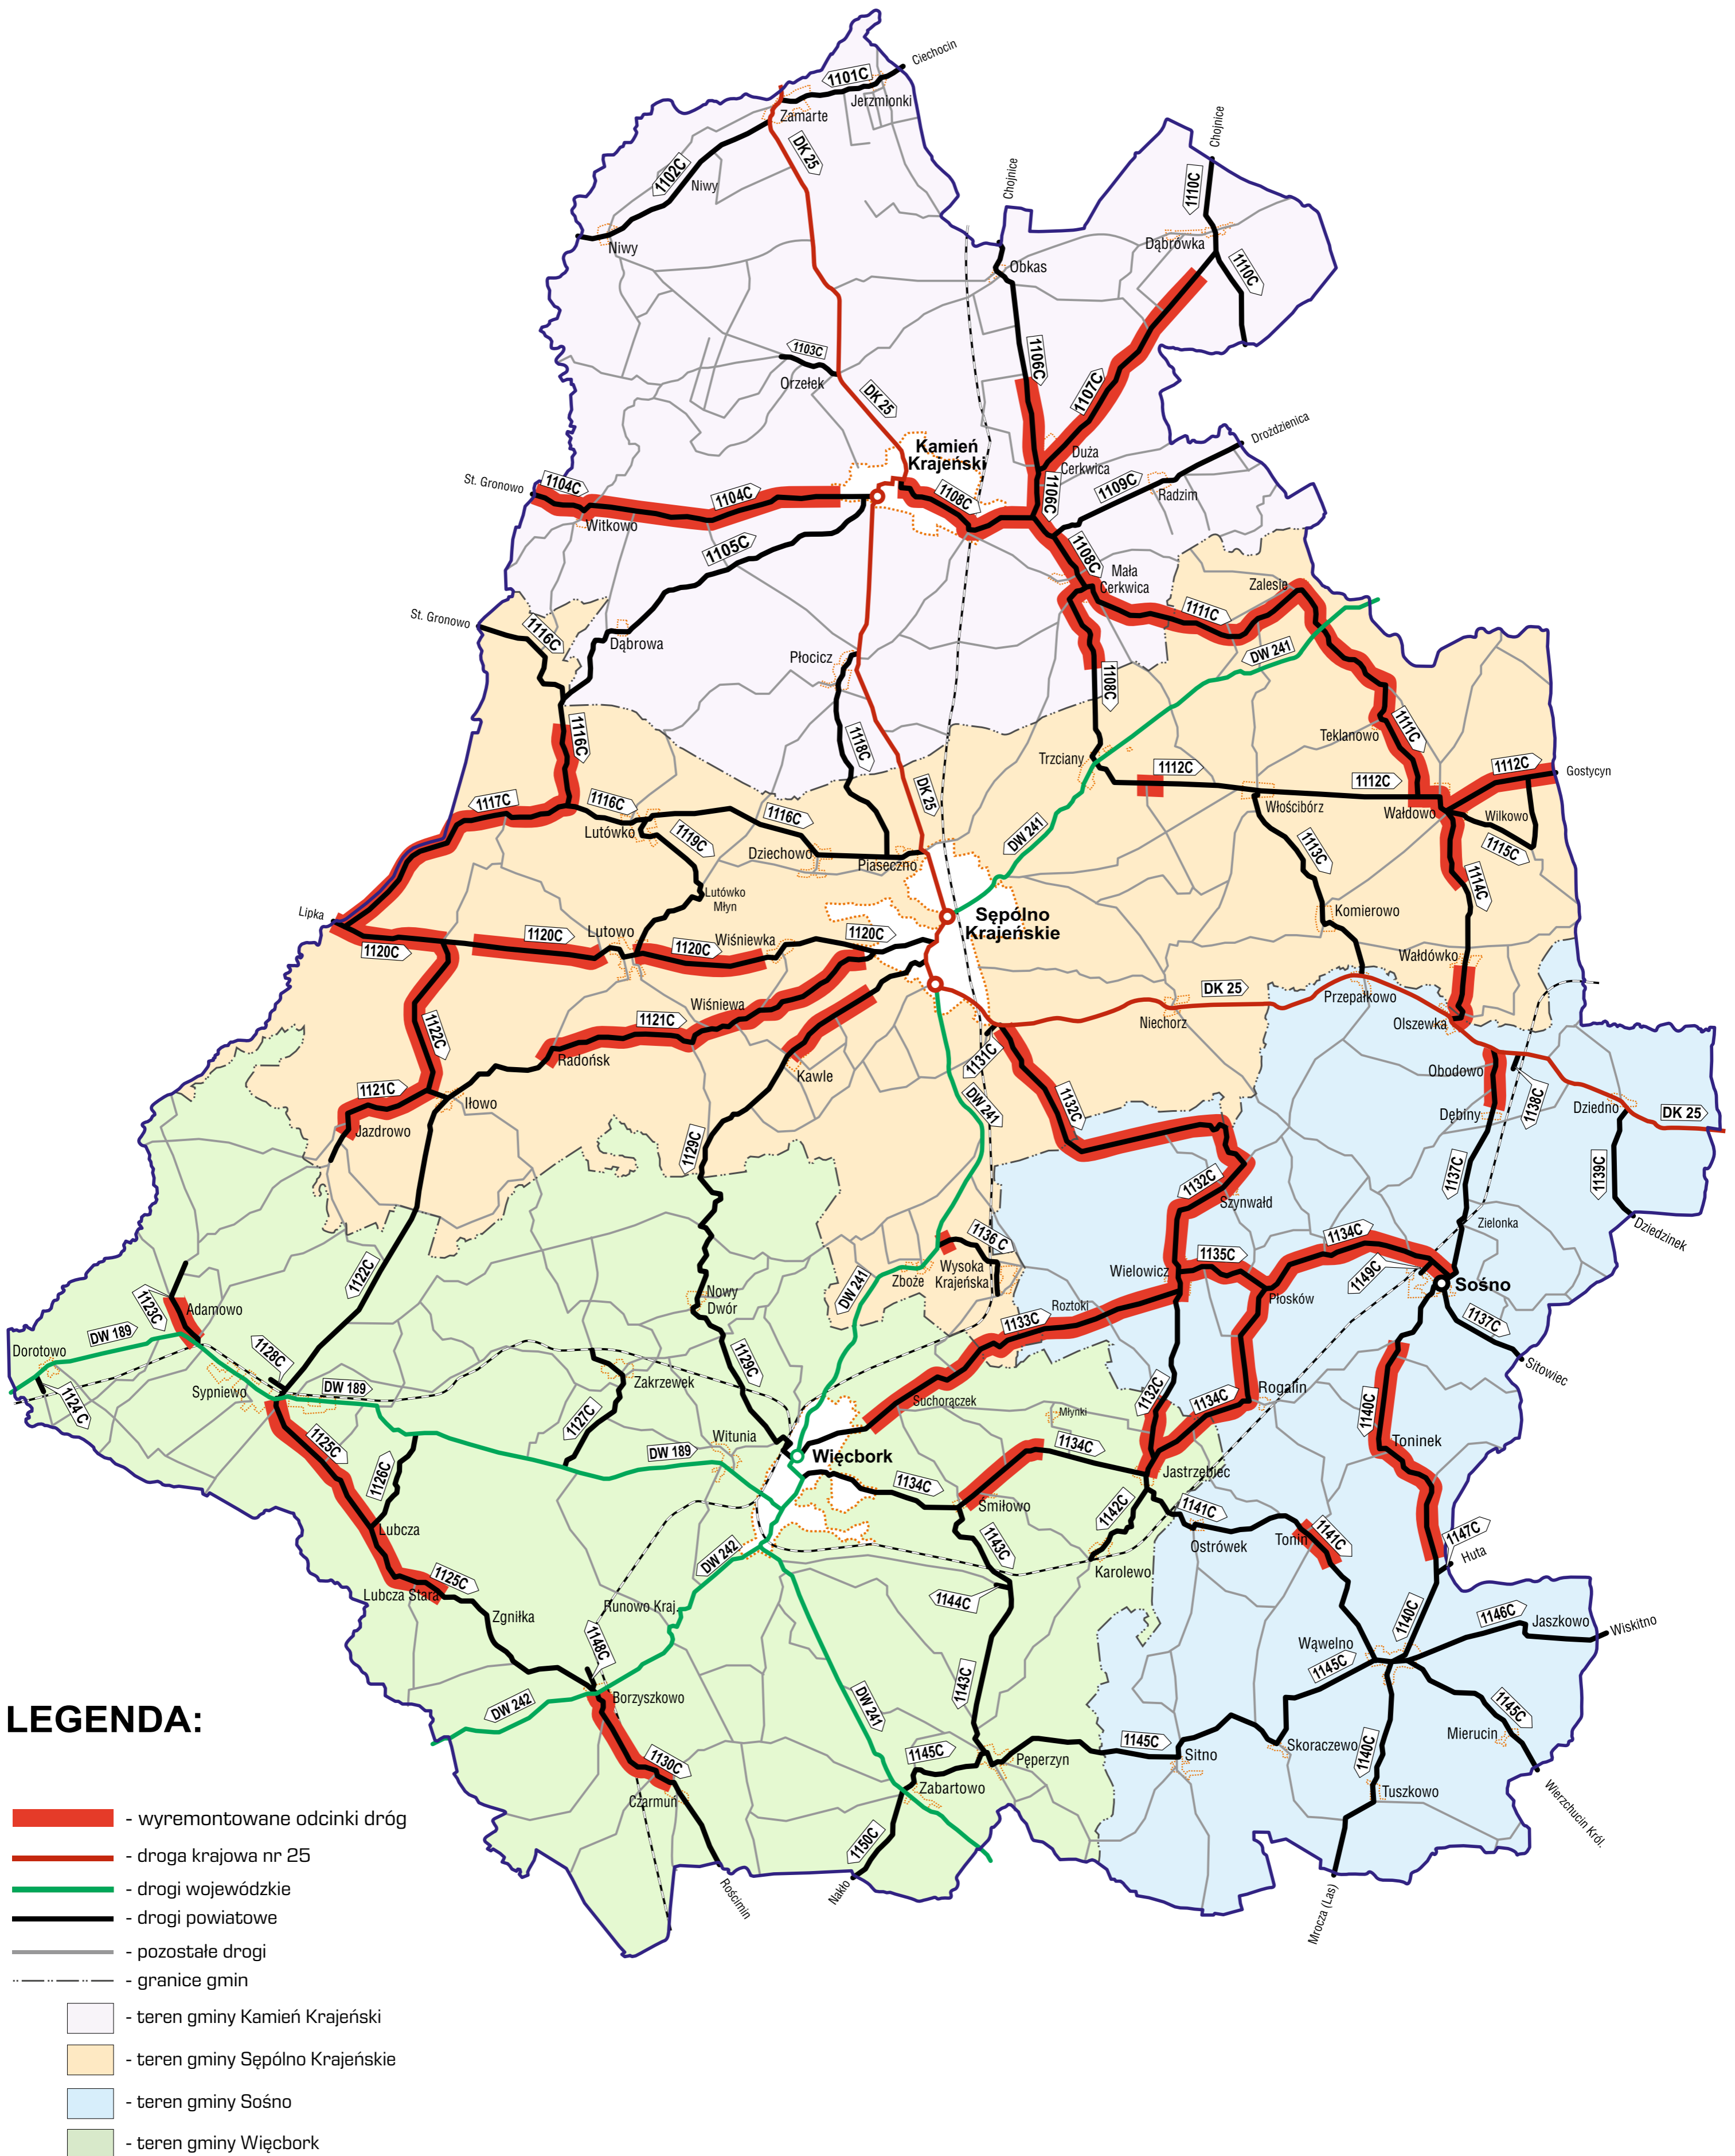 Ciechocin
1101C
Jerzmionki
Zamarte
DK 25
Chojnice
1102C
Niwy
Chojnice
1110C
Niwy
Dąbrówka
Obkas
1110C
1103C
Orzełek
1106C
DK 25
1107C
Kamień
Krajeński
Duża
Cerkwica
Drożdzienica
St. Gronowo
1104C
1104C
1108C
1106C
1109C
Radzim
Witkowo
1105C
1108C
Mała
Cerkwica
Zalesie
St. Gronowo
1116C
1111C
Dąbrowa
Płocicz
DW 241
1108C
1116C
1118C
1111C
Teklanowo
Trzciany
1112C
1112C
1112C
Gostycyn
DK 25
1117C
1116C
1116C
Włościbórz
Wałdowo
Wilkowo
Lutówko
1119C
DW 241
Dziechowo
Piaseczno
1113C
1115C
1114C
Lutówko
Młyn
Lipka
Sępólno
Krajeńskie
Komierowo
Lutowo
1120C
1120C
1120C
Wiśniewka
1120C
Wałdówko
DK 25
Przepałkowo
Wiśniewa
1121C
Niechorz
Olszewka
1122C
Radońsk
Kawle
1131C
Obodowo
1121C
Iłowo
DW 241
1132C
1138C
Dziedno
DK 25
Dębiny
Jazdrowo
1129C
1137C
1139C
1132C
Szynwałd
Zielonka
Dziedzinek
1136 C
1134C
1122C
Zboże
Wysoka
Krajeńska
Wielowicz
1135C
1149C
Sośno
1123C
Adamowo
Nowy
Dwór
DW 241
Roztoki
Płosków
1133C
1137C
DW 189
Dorotowo
1128C
1129C
Sitowiec
1124 C
Sypniewo
DW 189
Zakrzewek
Suchorączek
1132C
1134C
Rogalin
1140C
Młynki
1127C
1125C
Witunia
DW 189
Więcbork
1134C
Toninek
1126C
1134C
Jastrzębiec
Śmiłowo
1142C
1141C
Lubcza
Ostrówek
Tonin
1141C
1147C
Huta
DW 242
1143C
Karolewo
1125C
Lubcza Stara
1144C
Zgniłka
Runowo Kraj.
1140C
1146C
Jaszkowo
Wiskitno
1148C
Wąwelno
1145C
1143C
LEGENDA:
Borzyszkowo
DW 242
DW 241
1145C
1145C
1145C
Mierucin
Pęperzyn
Sitno
Skoraczewo
1140C
1130C
Czarmuń
Zabartowo
Tuszkowo
Wierzchucin Król.
1150C
Nakło
Rościmin
Mrocza (Las)
- wyremontowane odcinki dróg
- droga krajowa nr 25
- drogi wojewódzkie
- drogi powiatowe
- pozostałe drogi
- granice gmin
- teren gminy Kamień Krajeński
- teren gminy Sępólno Krajeńskie
- teren gminy Sośno
- teren gminy Więcbork